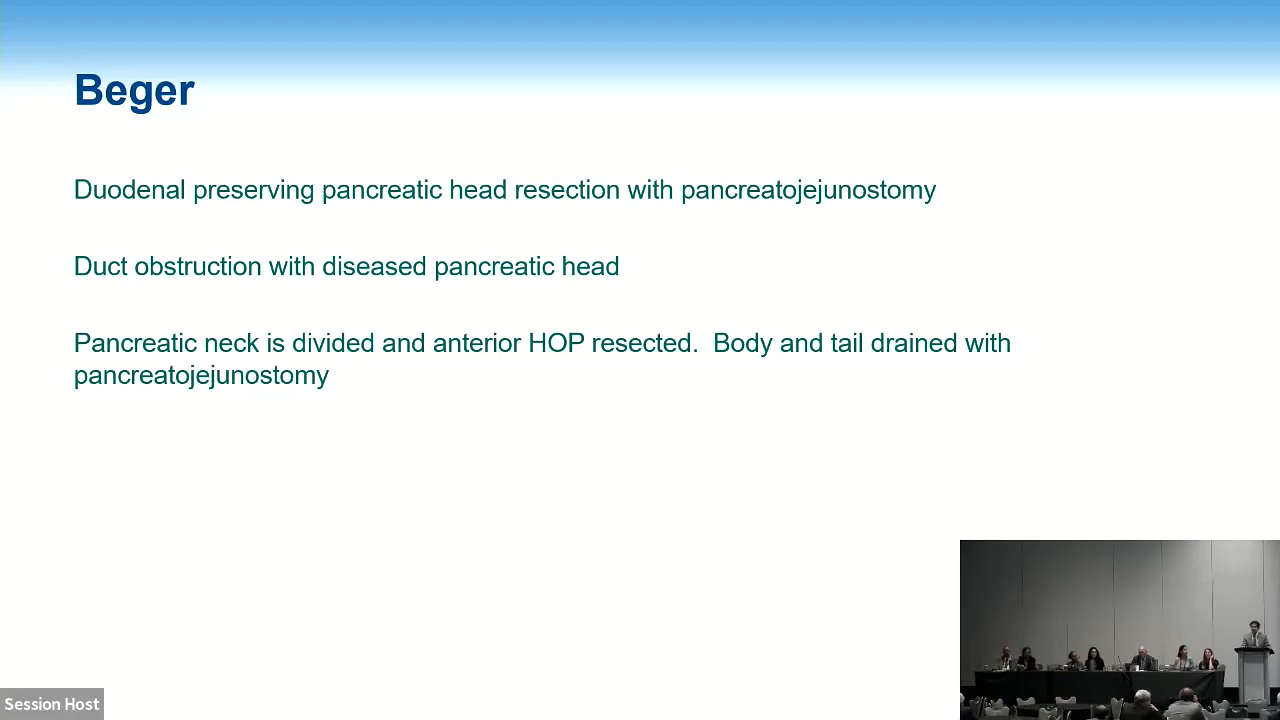 Beger
Duodenal preserving pancreatic head resection with pancreatojejunostomy
Duct obstruction with diseased pancreatic head
Pancreatic neck is divided and anterior HOP resected.  Body and tail drained with
pancreatojejunostomy
Session Host